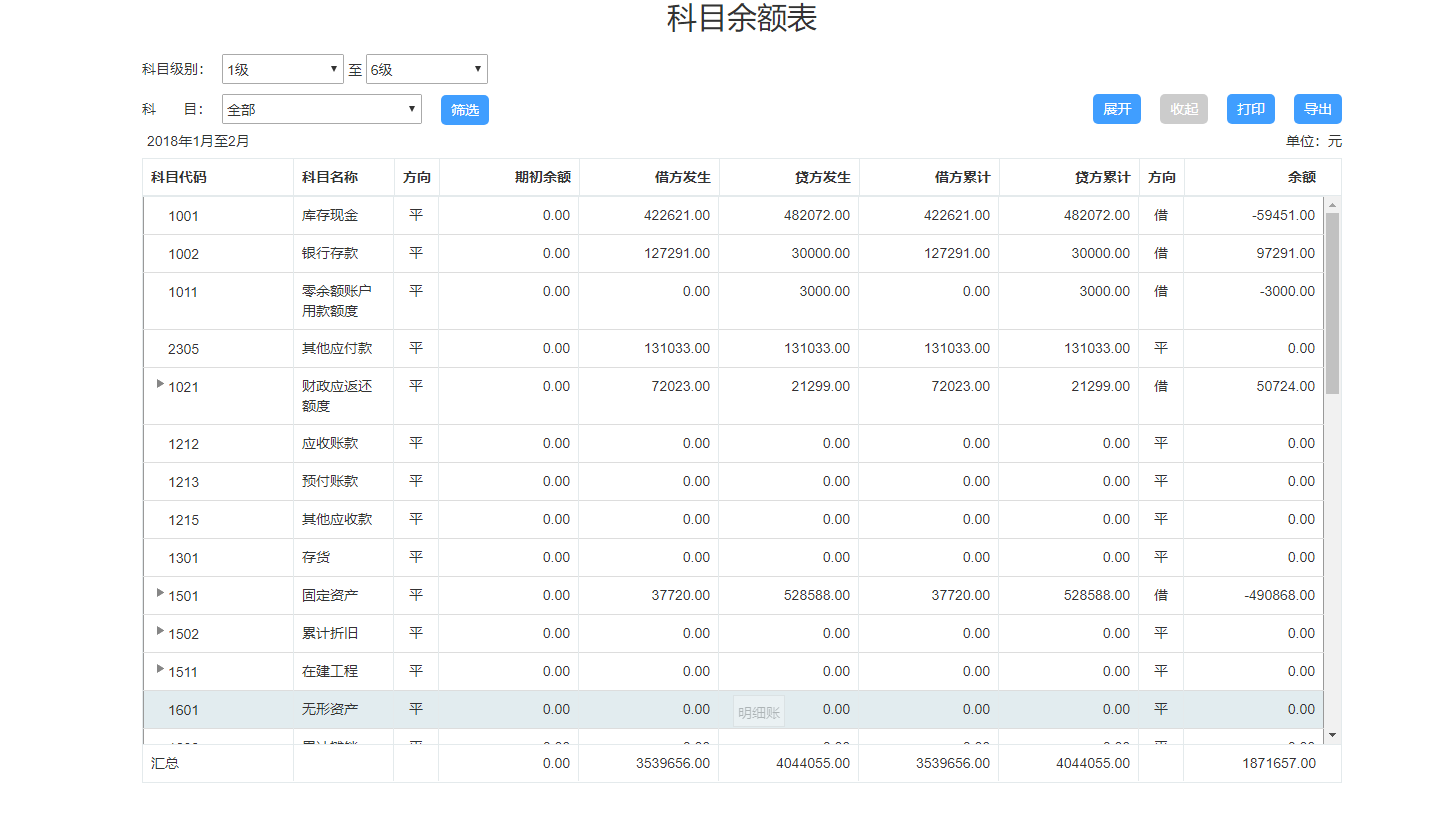 科目余额表
科目级别： 1级 至 6级
科 目： 全部 筛选 展开 收起 打印 导出
2018年1月至2月 单位：元
科目代码 科目名称 方向 期初余额 借方发生 贷方发生 借方累计 贷方累计 方向 余额
1001 库存现金 平 0.00 422621.00 482072.00 422621.00 482072.00 借 -59451.00
1002 银行存款 平 0.00 127291.00 30000.00 127291.00 30000.00 借 97291.00
1011 零余额账户 平 0.00 0.00 3000.00 0.00 3000.00 借 -3000.00
用款额度
2305 其他应付款 平 0.00 131033.00 131033.00 131033.00 131033.00 平 0.00
1021 财政应返还 平 0.00 72023.00 21299.00 72023.00 21299.00 借 50724.00
额度
1212 应收账款 平 0.00 0.00 0.00 0.00 0.00 平 0.00
1213 预付账款 平 0.00 0.00 0.00 0.00 0.00 平 0.00
1215 其他应收款 平 0.00 0.00 0.00 0.00 0.00 平 0.00
1301 存货 平 0.00 0.00 0.00 0.00 0.00 平 0.00
1501 固定资产 平 0.00 37720.00 528588.00 37720.00 528588.00 借 -490868.00
1502 累计折旧 平 0.00 0.00 0.00 0.00 0.00 平 0.00
1511 在建工程 平 0.00 0.00 0.00 0.00 0.00 平 0.00
1601 无形资产 平 0.00 0.00 明细账 0.00 0.00 0.00 平 0.00
汇总 0.00 3539656.00 4044055.00 3539656.00 4044055.00 1871657.00